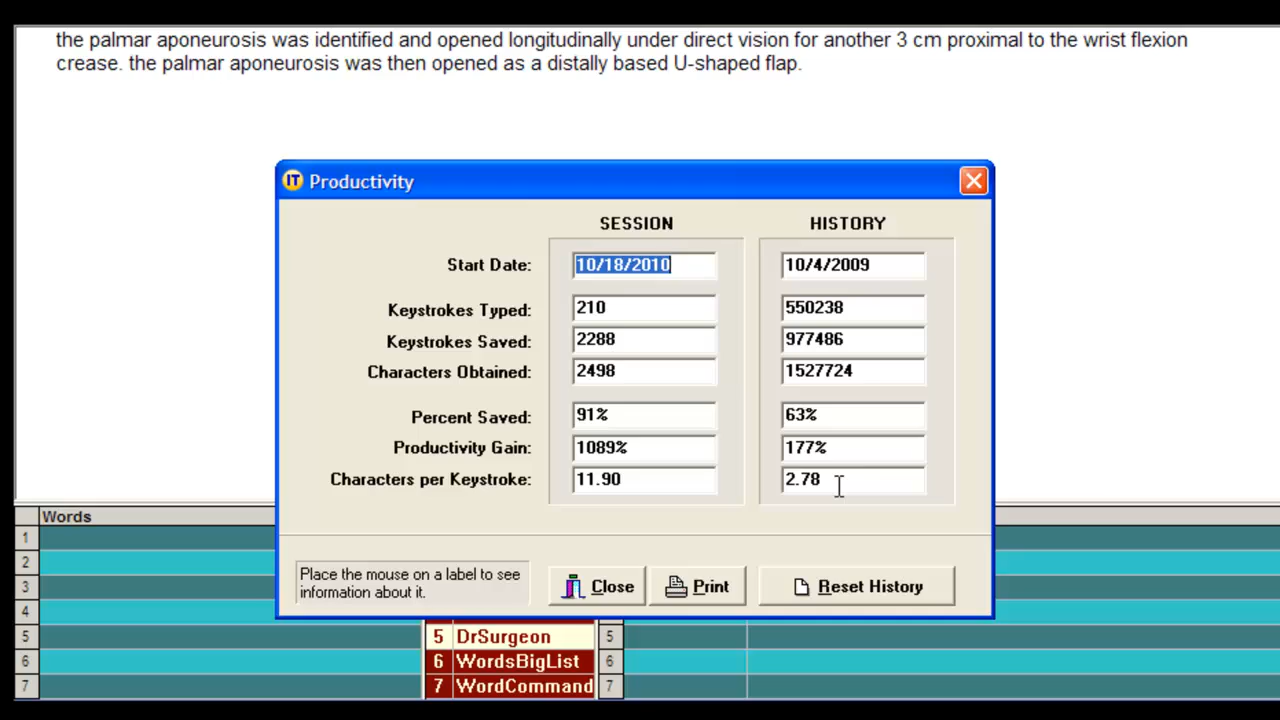 the palmar aponeurosis was identified and opened longitudinally under direct vision for another 3 cm proximal to the wrist flexion
crease. the palmar aponeurosis was then opened as a distally based U-shaped flap.
IT Productivity
SESSION HISTORY
Start Date: 10/18/2010 10/4/2009
Keystrokes Typed: 210 550238
Keystrokes Saved: 2288 977486
Characters Obtained: 2498 1527724
Percent Saved: 91% 63%
Productivity Gain: 1089% 177%
Characters per Keystroke: 11.90 2.78
Place the mouse on a label to see
information about it.
Close Print Reset History
Words
1
2
3
4
5 5 DrSurgeon 5
6 6 WordsBigList 6
7 7 WordCommand 7